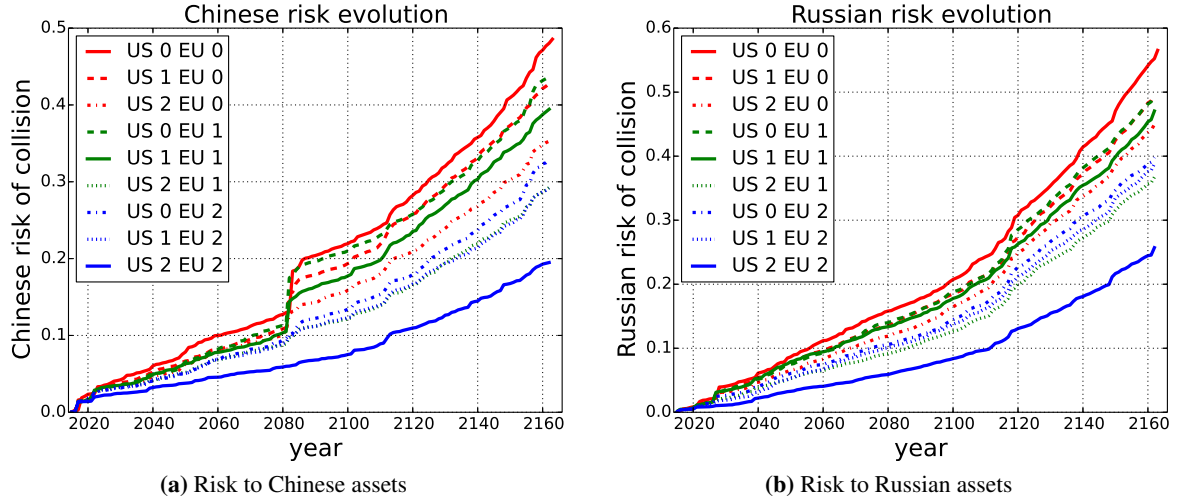 Chinese risk evolution
Chinese risk of collision
0.5
0.4
0.3
0.2
0.1
0.0
US 0 EU 0
US 1 EU 0
US 2 EU 0
US 0 EU 1
US 1 EU 1
US 2 EU 1
US 0 EU 2
US 1 EU 2
US 2 EU 2
2020 2040 2060 2080 2100 2120 2140 2160
year
(a) Risk to Chinese assets
Russian risk evolution
Russian risk of collision
0.6
0.5
0.4
0.3
0.2
0.1
0.0
US 0 EU 0
US 1 EU 0
US 2 EU 0
US 0 EU 1
US 1 EU 1
US 2 EU 1
US 0 EU 2
US 1 EU 2
US 2 EU 2
2020 2040 2060 2080 2100 2120 2140 2160
year
(b) Risk to Russian assets